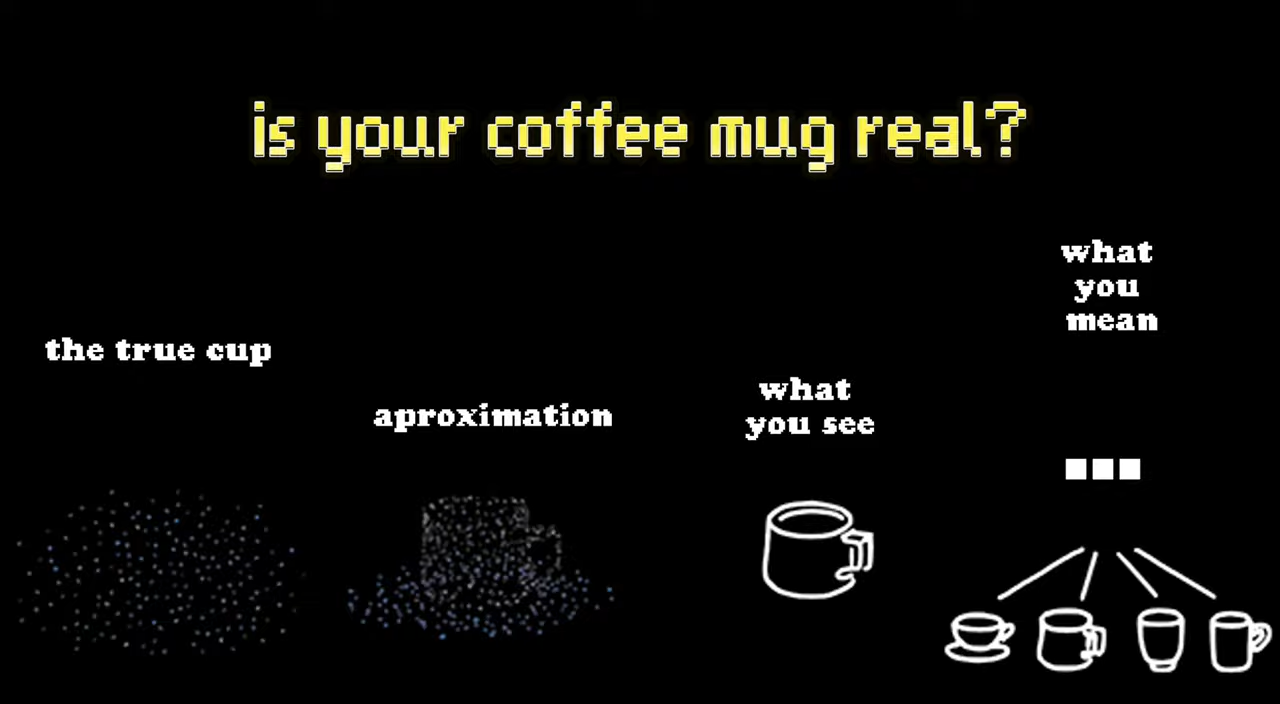 is your coffee mug real?
the true cup
aproximation
what
you see
what
you
mean
...